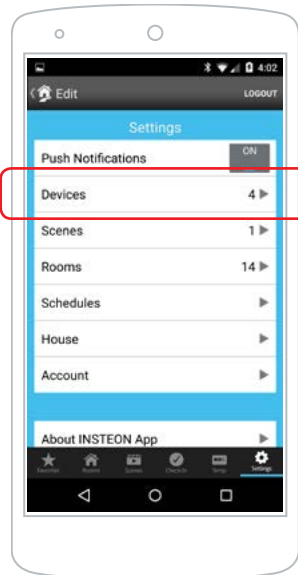 4:02
Edit LOGOUT
Settings
Push Notifications ON
Devices 4
Scenes 1
Rooms 14
Schedules
House
Account
About INSTEON App
Favorites Rooms Scenes Check-In Temp Settings